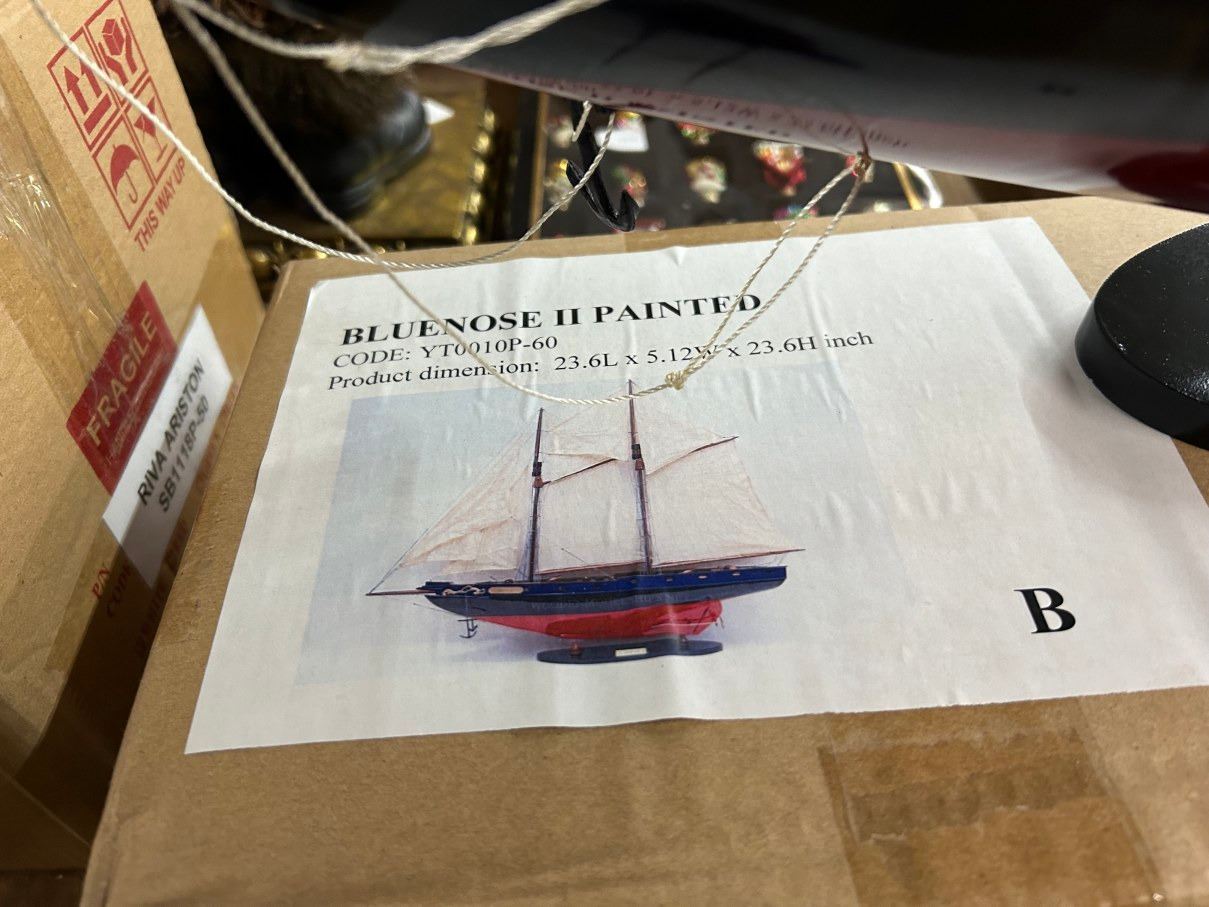 THIS WAY UP
FRAGILE
RIVA ARISTON
SB1118P-50
BLUENOSE II PAINTED
CODE: YT0010P-60
Product dimension: 23.6L x 5.12W x 23.6H inch
B